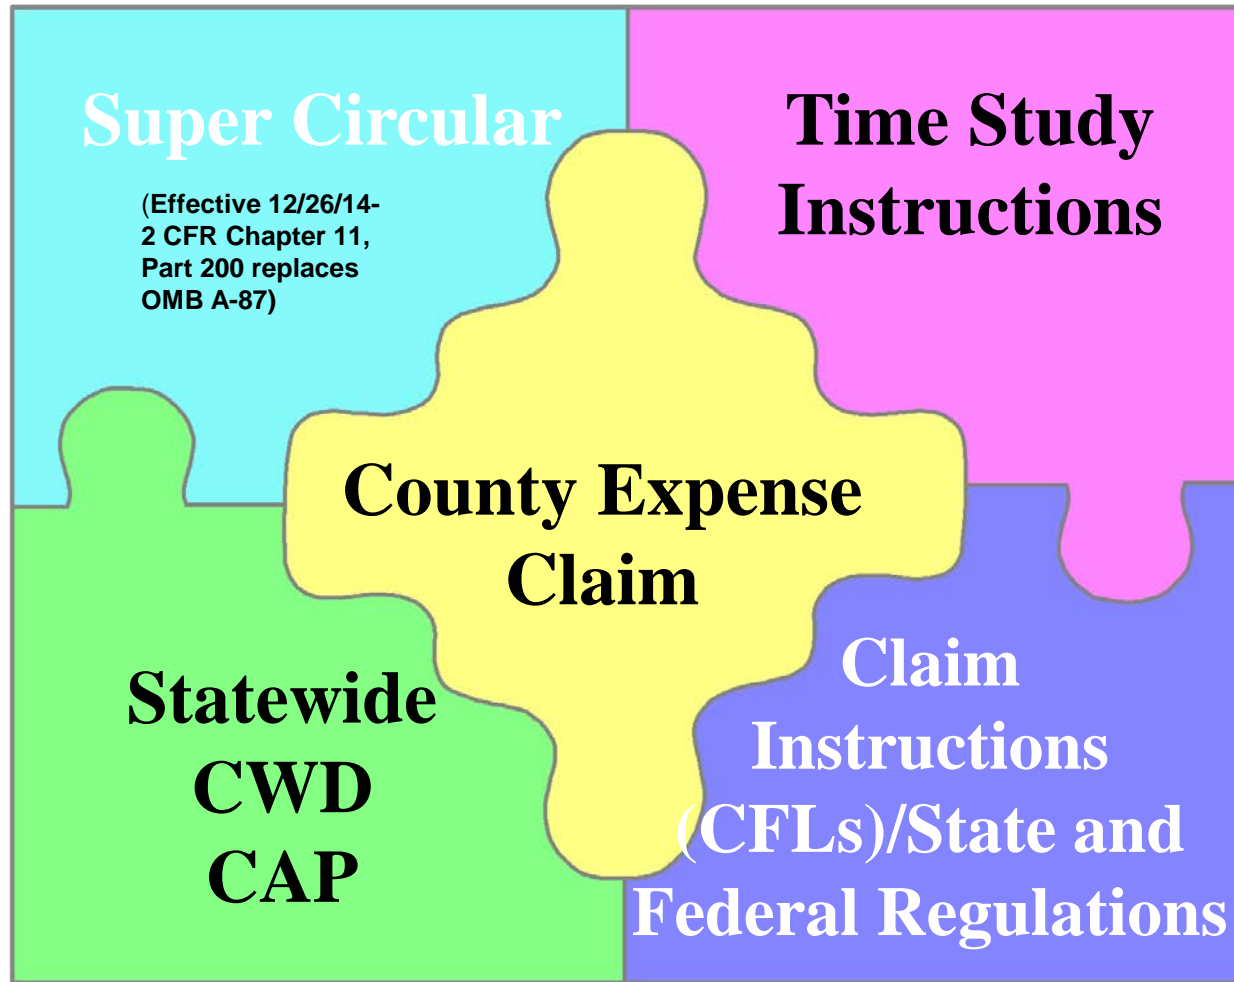 Super Circular
(Effective 12/26/14-
2 CFR Chapter 11,
Part 200 replaces
OMB A-87)
Time Study
Instructions
County Expense
Claim
Statewide
CWD
CAP
Claim
Instructions
(CFLs)/State and
Federal Regulations